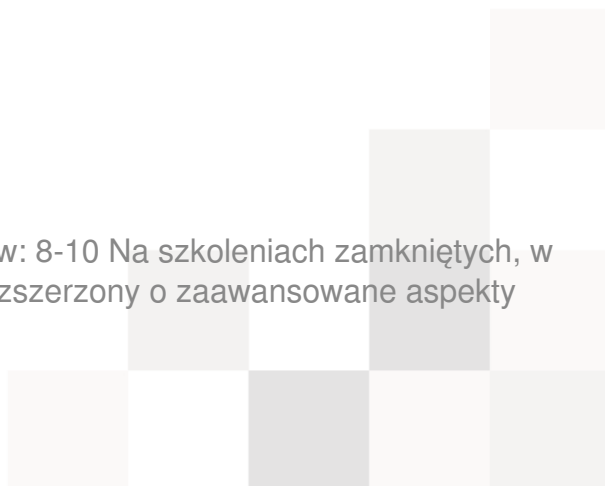 w: 8-10 Na szkoleniach zamkniętych, w
zszerzony o zaawansowane aspekty